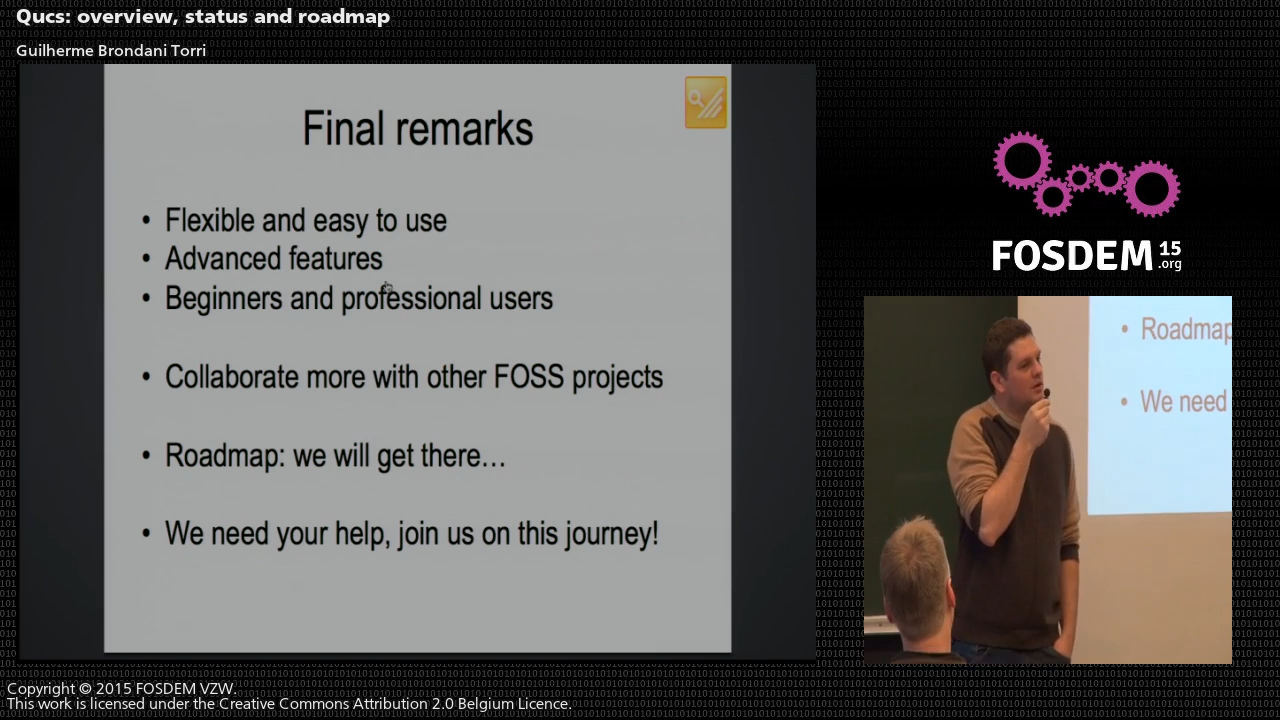 Qucs: overview, status and roadmap
Guilherme Brondani Torri
Final remarks
• Flexible and easy to use
• Advanced features
• Beginners and professional users
• Collaborate more with other FOSS projects
• Roadmap: we will get there…
• We need your help, join us on this journey!
FOSDEM 15
.org
• Roadmap
• We need
Copyright © 2015 FOSDEM VZW.
This work is licensed under the Creative Commons Attribution 2.0 Belgium Licence.